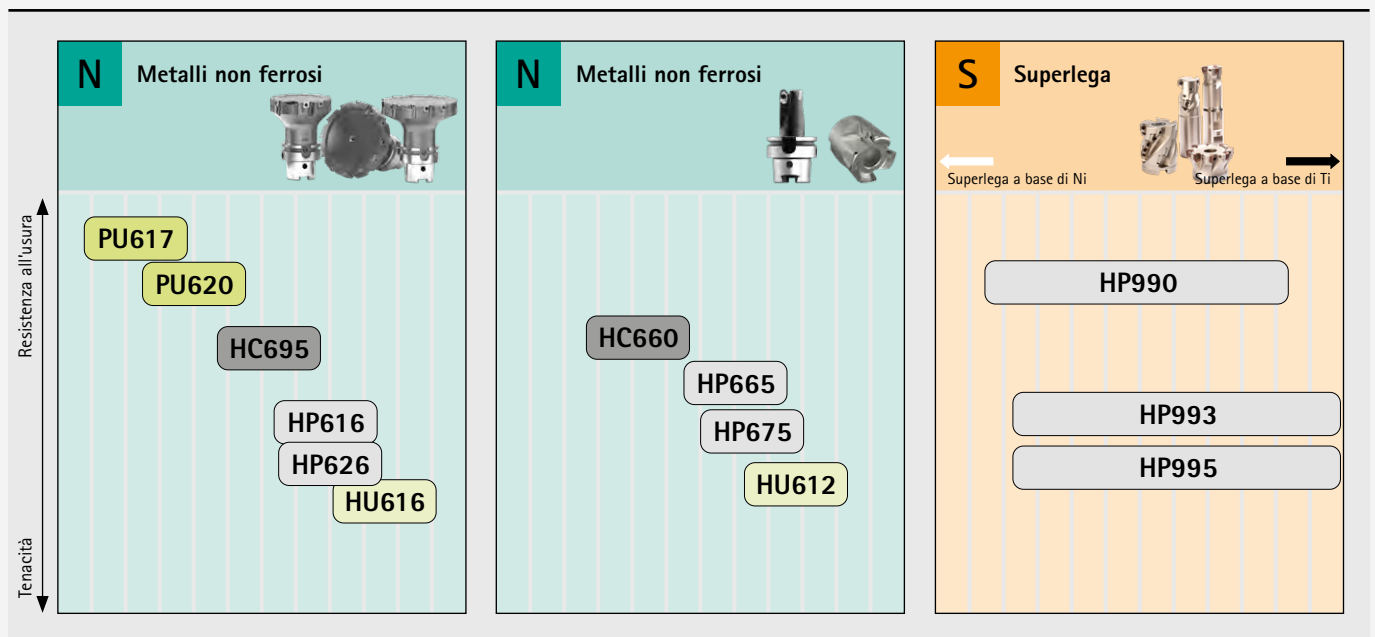 N
Metalli non ferrosi
N
Metalli non ferrosi
S
Superlega
Superlega a base di Ni
Superlega a base di Ti
Resistenza all'usura
Tenacità
PU617
PU620
HC695
HP616
HP626
HU616
HC660
HP665
HP675
HU612
HP990
HP993
HP995